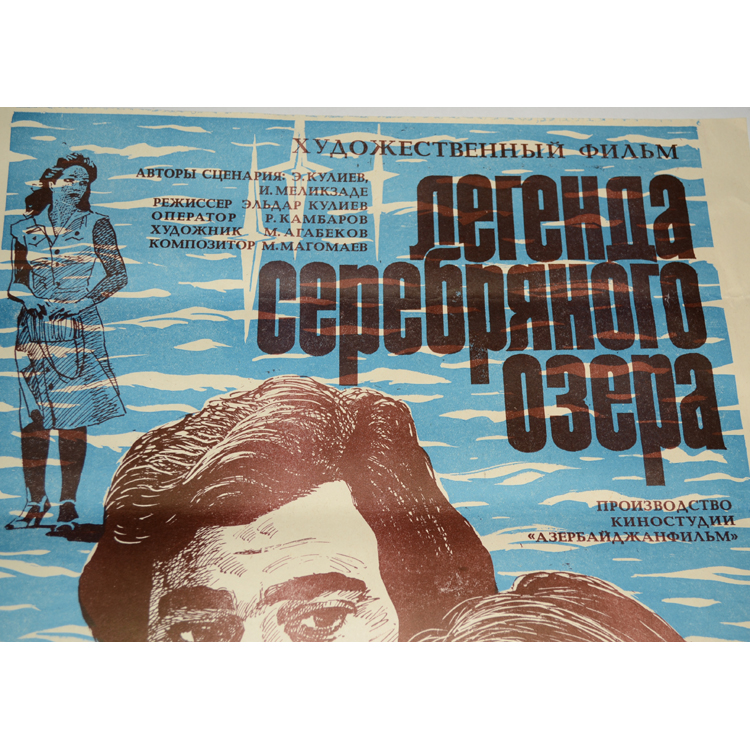 ХУДОЖЕСТВЕННЫЙ ФИЛЬМ
АВТОРЫ СЦЕНАРИЯ: Э. КУЛИЕВ,
И. МЕЛИКЗАДЕ
РЕЖИССЕР ЭЛЬДАР КУЛИЕВ
ОПЕРАТОР Р. КАМБАРОВ
ХУДОЖНИК М. АГАБЕКОВ
КОМПОЗИТОР М. МАГОМАЕВ
легенда
серебряного
озера
ПРОИЗВОДСТВО
КИНОСТУДИИ
«АЗЕРБАЙДЖАНФИЛЬМ»